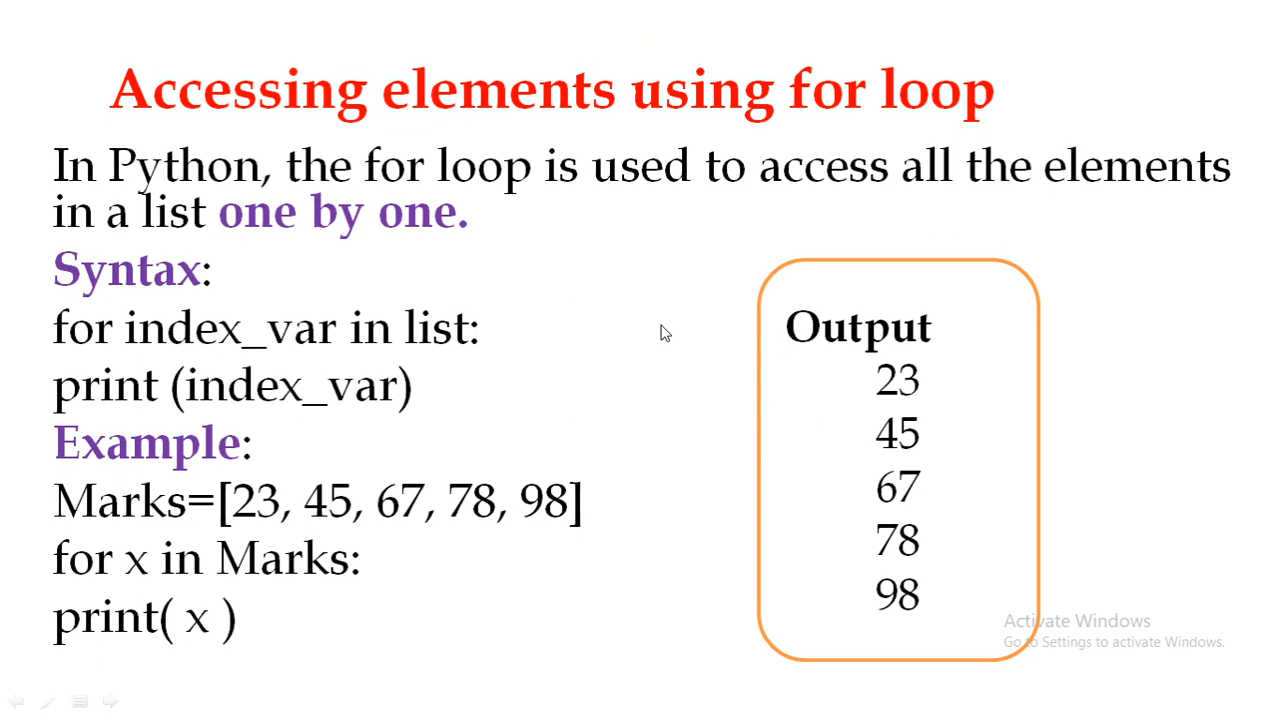 Accessing elements using for loop
In Python, the for loop is used to access all the elements
in a list one by one.
Syntax:
for index_var in list:
print (index_var)
Example:
Marks=[23, 45, 67, 78, 98]
for x in Marks:
print( x )
Output
23
45
67
78
98
Activate Windows
Go to Settings to activate Windows.